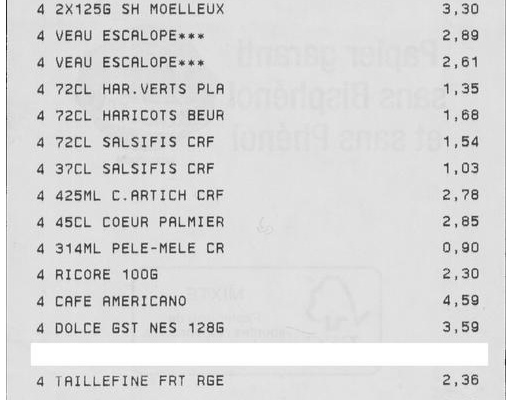 4 2X125G SH MOELLEUX 3,30
4 VEAU ESCALOPE*** 2,89
4 VEAU ESCALOPE*** 2,61
4 72CL HAR.VERTS PLA 1,35
4 72CL HARICOTS BEUR 1,68
4 72CL SALSIFIS CRF 1,54
4 37CL SALSIFIS CRF 1,03
4 425ML C.ARTICH CRF 2,78
4 45CL COEUR PALMIER 2,85
4 314ML PELE-MELE CR 0,90
4 RICORE 100G 2,30
4 CAFE AMERICANO 4,59
4 DOLCE GST NES 128G 3,59
4 TAILLEFINE FRT RGE 2,36
Papier garanti
sans Bisphénol
et sans Phénol
MIXTE